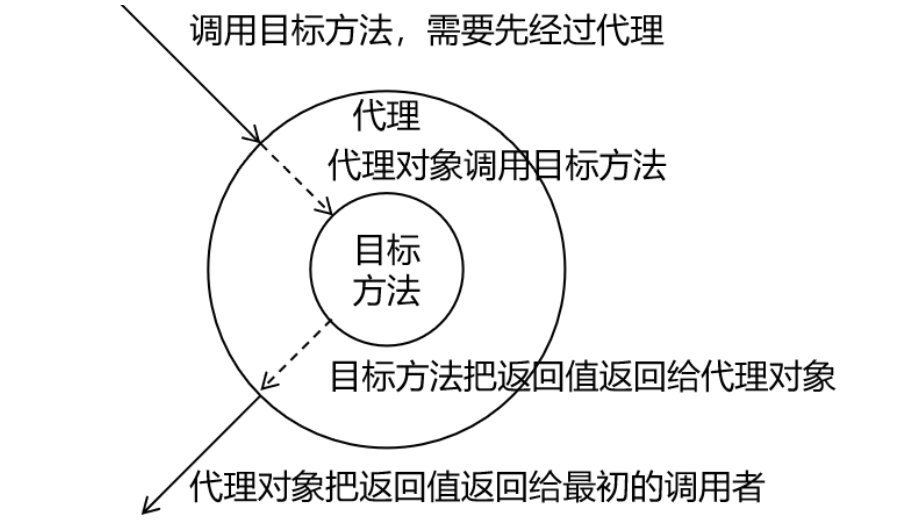 调用目标方法，需要先经过代理
代理
代理对象调用目标方法
目标
方法
目标方法把返回值返回给代理对象
代理对象把返回值返回给最初的调用者